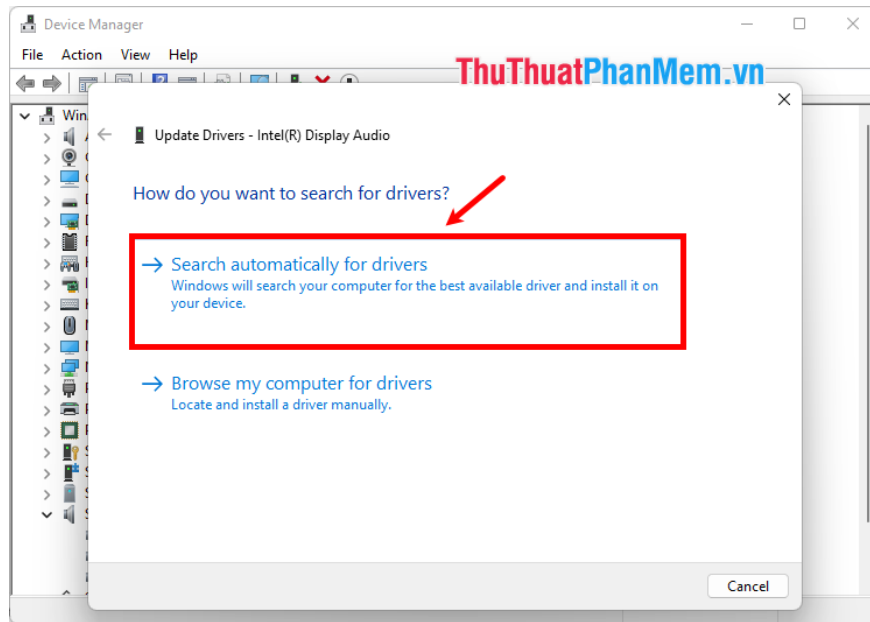 Device Manager
File Action View Help
ThuThuatPhanMem.vn
Win
Update Drivers - Intel(R) Display Audio
How do you want to search for drivers?
Search automatically for drivers
Windows will search your computer for the best available driver and install it on
your device.
Browse my computer for drivers
Locate and install a driver manually.
Cancel